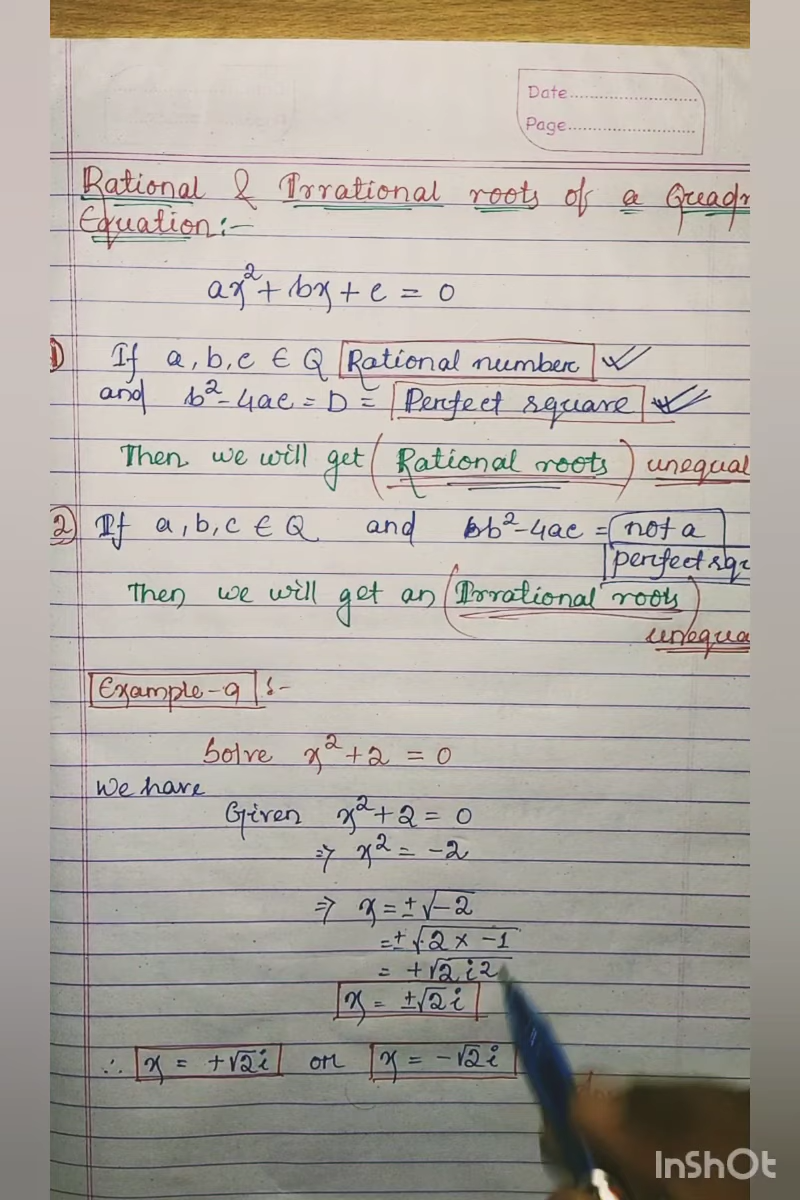 Date
Page
Rational & Irrational roots of a Quadr
Equation:-
ax²+bx+c = 0
1) If a,b,c ∈ Q Rational number
and b²-4ac = D = Perfect square
Then we will get (Rational roots) unequal
2) If a,b,c ∈ Q and b²-4ac = not a
perfect squ
Then we will get an (Irrational roots)
unequa
Example-9 :-
Solve x²+2 = 0
We have
Given x²+2 = 0
⇒ x² = -2
⇒ x = ±√-2
= ±√2 x -1
= +√2 i2
x = ±√2 i
∴ x = +√2 i or x = -√2 i
InShOt